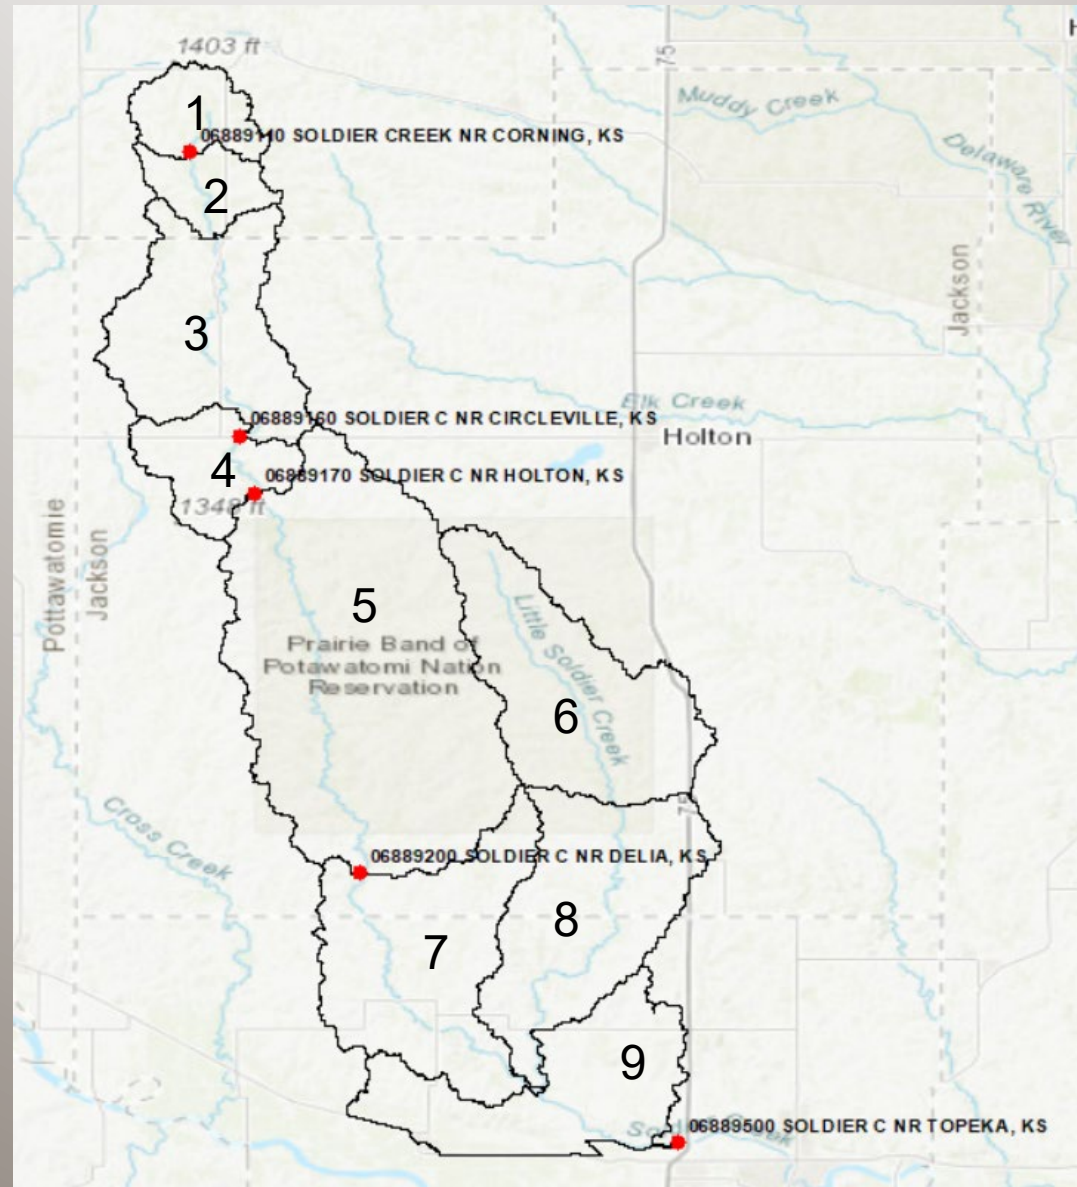 1403 ft
75
H
Muddy Creek
Delaware River
1
06889110 SOLDIER CREEK NR CORNING, KS
2
Jackson
3
Elk Creek
06889160 SOLDIER C NR CIRCLEVILLE, KS
Holton
4
06889170 SOLDIER C NR HOLTON, KS
1348 ft
Pottawatomie
Jackson
5
Prairie Band of
Potawatomi Nation
Reservation
Little Soldier Creek
6
75
Cross Creek
06889200 SOLDIER C NR DELIA, KS
7
8
9
06889500 SOLDIER C NR TOPEKA, KS
Soldier Creek